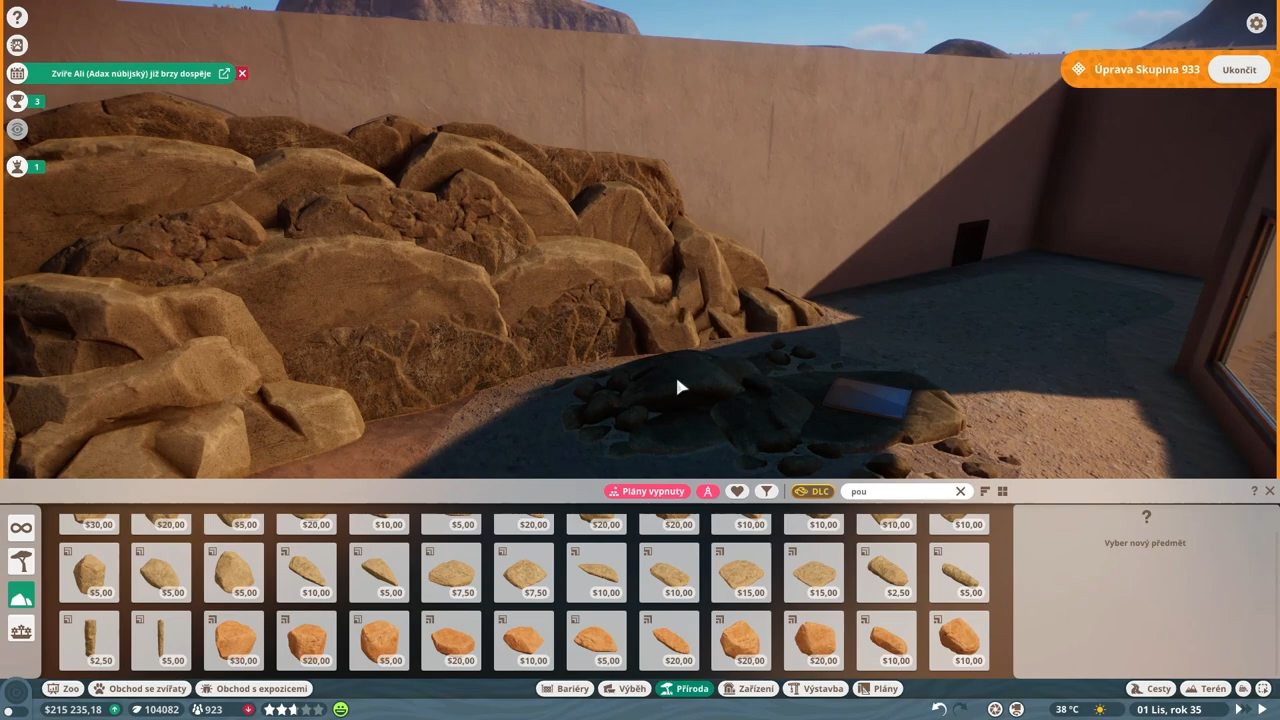 ?
Zvíře Ali (Adax núbijský) již brzy dospěje
3
1
Úprava Skupina 933
Ukončit
Plány vypnuty
DLC
pou
?
$30,00 $20,00 $5,00 $20,00 $10,00 $5,00 $20,00 $20,00 $20,00 $10,00 $10,00 $10,00 $10,00
$5,00 $5,00 $5,00 $10,00 $5,00 $7,50 $7,50 $10,00 $10,00 $15,00 $15,00 $2,50 $5,00
$2,50 $5,00 $30,00 $20,00 $5,00 $20,00 $10,00 $5,00 $20,00 $20,00 $20,00 $10,00 $10,00
?
Vyber nový předmět
Zoo
Obchod se zvířaty
Obchod s expozicemi
Bariéry
Výběh
Příroda
Zařízení
Výstavba
Plány
Cesty
Terén
$215 235,18
104082
923
38 °C
01 Lis, rok 35